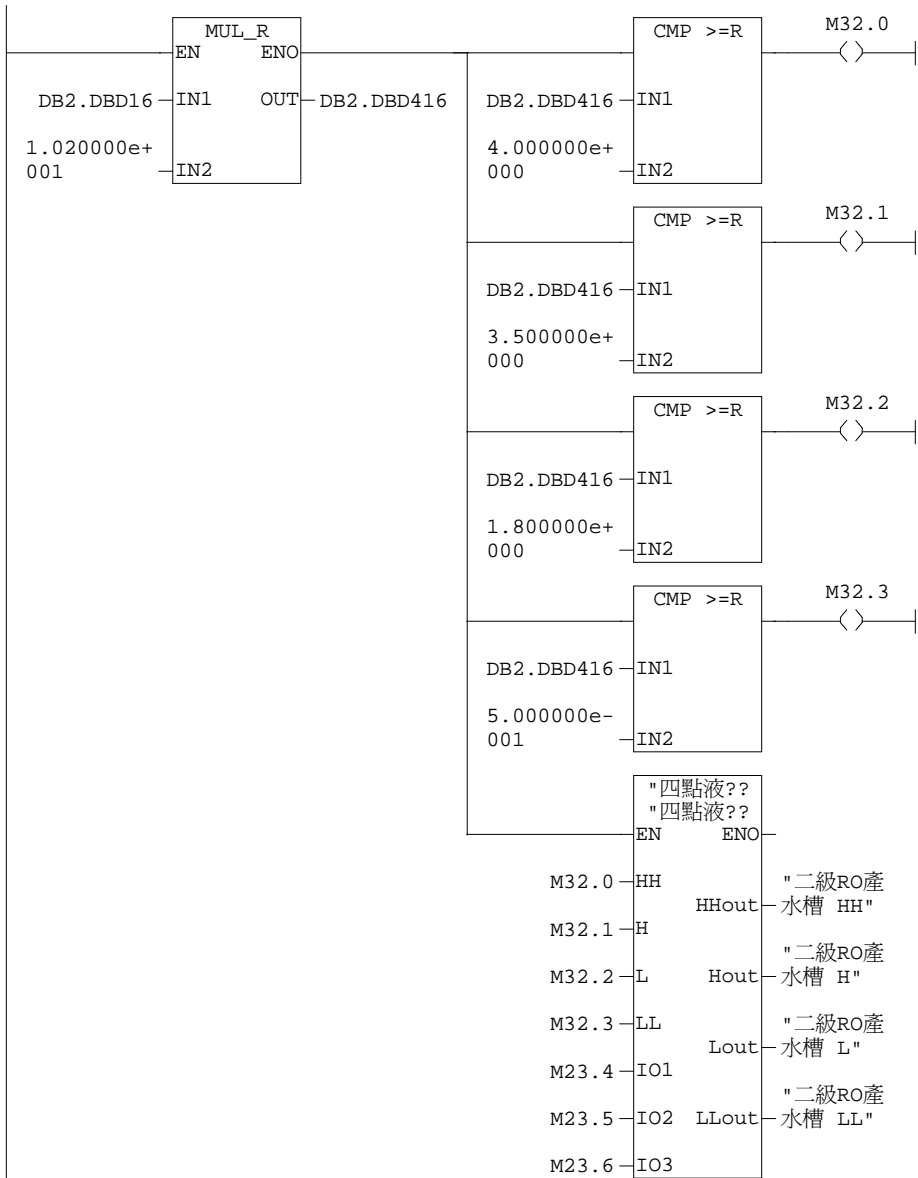 MUL_R
EN ENO
DB2.DBD16 IN1 OUT DB2.DBD416
1.020000e+
001 IN2
CMP >=R
M32.0
DB2.DBD416 IN1
4.000000e+
000 IN2
CMP >=R
M32.1
DB2.DBD416 IN1
3.500000e+
000 IN2
CMP >=R
M32.2
DB2.DBD416 IN1
1.800000e+
000 IN2
CMP >=R
M32.3
DB2.DBD416 IN1
5.000000e-
001 IN2
"四點液??
"四點液??
EN ENO
M32.0 HH
HHout "二級RO產
水槽 HH"
M32.1 H
M32.2 L
Hout "二級RO產
水槽 H"
M32.3 LL
Lout "二級RO產
水槽 L"
M23.4 IO1
M23.5 IO2
LLout "二級RO產
水槽 LL"
M23.6 IO3